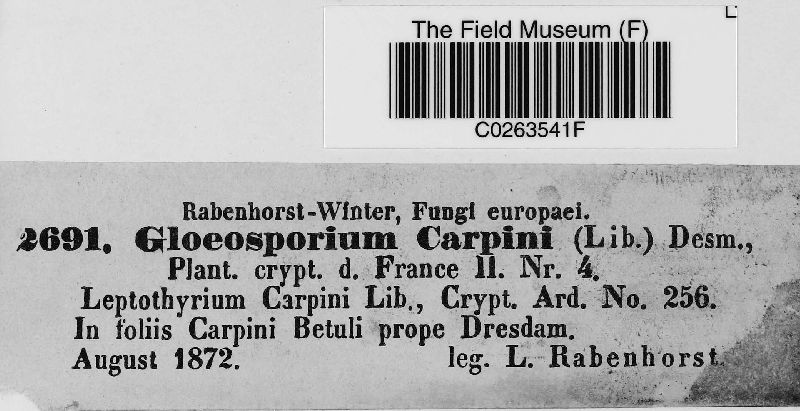 The Field Museum (F)
C0263541F
Rabenhorst-Winter, Fungi europaei.
2691. Gloeosporium Carpini (Lib.) Desm.,
Plant. crypt. d. France II. Nr. 4.
Leptothyrium Carpini Lib., Crypt. Ard. No. 256.
In foliis Carpini Betuli prope Dresdam.
August 1872. leg. L. Rabenhorst.